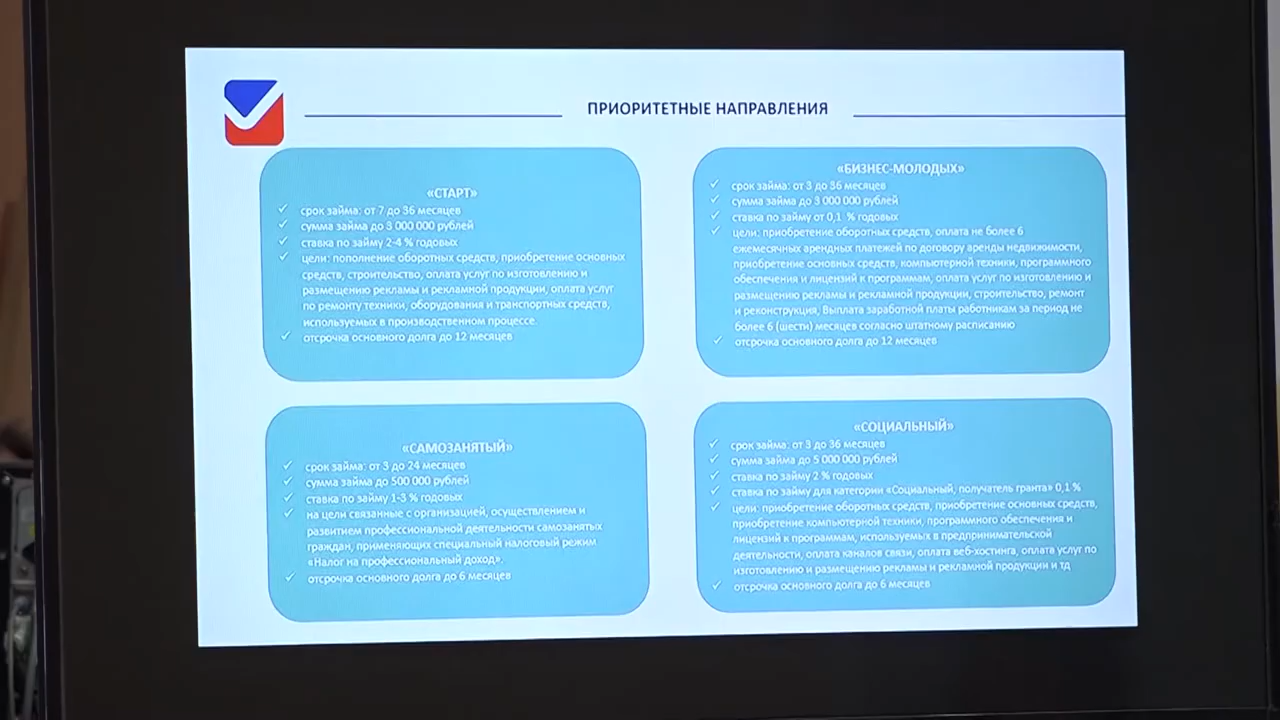 ПРИОРИТЕТНЫЕ НАПРАВЛЕНИЯ
«СТАРТ»
срок займа: от 7 до 36 месяцев
сумма займа до 3 000 000 рублей
ставка по займу 2-4 % годовых
цели: пополнение оборотных средств, приобретение основных
средств, строительство, оплата услуг по изготовлению и
размещению рекламы и рекламной продукции, оплата услуг
по ремонту техники, оборудования и транспортных средств,
используемых в производственном процессе.
отсрочка основного долга до 12 месяцев
«БИЗНЕС-МОЛОДЫХ»
срок займа: от 3 до 36 месяцев
сумма займа до 3 000 000 рублей
ставка по займу от 0,1 % годовых
цели: приобретение оборотных средств, оплата не более 6
ежемесячных арендных платежей по договору аренды недвижимости,
приобретение основных средств, компьютерной техники, программного
обеспечения и лицензий к программам, оплата услуг по изготовлению и
размещению рекламы и рекламной продукции, строительство, ремонт
и реконструкция, Выплата заработной платы работникам за период не
более 6 (шести) месяцев согласно штатному расписанию
отсрочка основного долга до 12 месяцев
«САМОЗАНЯТЫЙ»
срок займа: от 3 до 24 месяцев
сумма займа до 500 000 рублей
ставка по займу 1-3 % годовых
на цели связанные с организацией, осуществлением и
развитием профессиональной деятельности самозанятых
граждан, применяющих специальный налоговый режим
«Налог на профессиональный доход».
отсрочка основного долга до 6 месяцев
«СОЦИАЛЬНЫЙ»
срок займа: от 3 до 36 месяцев
сумма займа до 5 000 000 рублей
ставка по займу 2 % годовых
ставка по займу для категории «Социальный, получатель гранта» 0,1 %
цели: приобретение оборотных средств, приобретение основных средств,
приобретение компьютерной техники, программного обеспечения и
лицензий к программам, используемых в предпринимательской
деятельности, оплата каналов связи, оплата веб-хостинга, оплата услуг по
изготовлению и размещению рекламы и рекламной продукции и тд
отсрочка основного долга до 6 месяцев